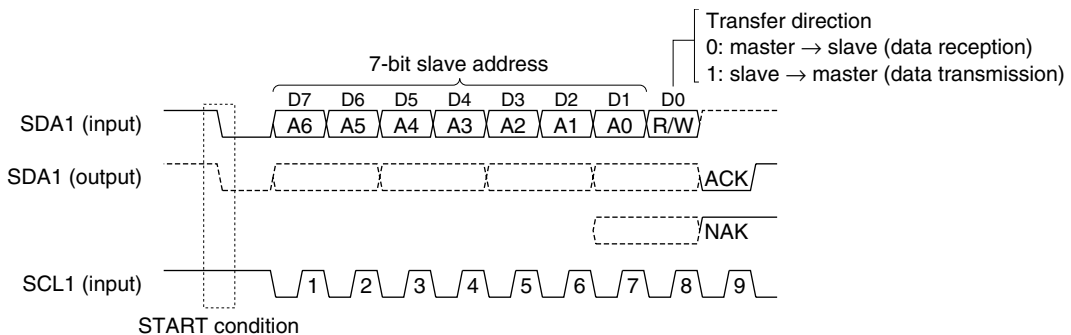 Transfer direction
0: master → slave (data reception)
1: slave → master (data transmission)
7-bit slave address
D7 D6 D5 D4 D3 D2 D1 D0
SDA1 (input) A6 A5 A4 A3 A2 A1 A0 R/W
SDA1 (output) ACK
NAK
SCL1 (input) 1 2 3 4 5 6 7 8 9
START condition